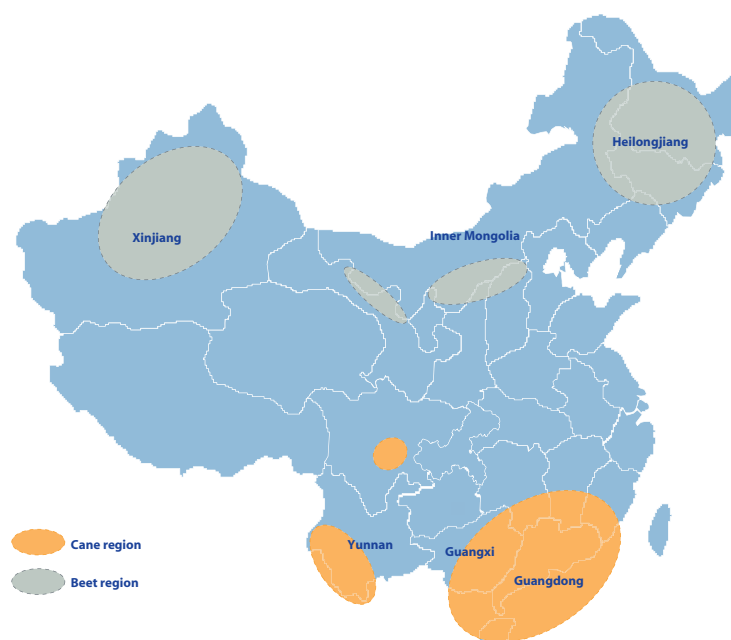 Heilongjiang
Xinjiang
Inner Mongolia
Yunnan
Guangxi
Guangdong
Cane region
Beet region